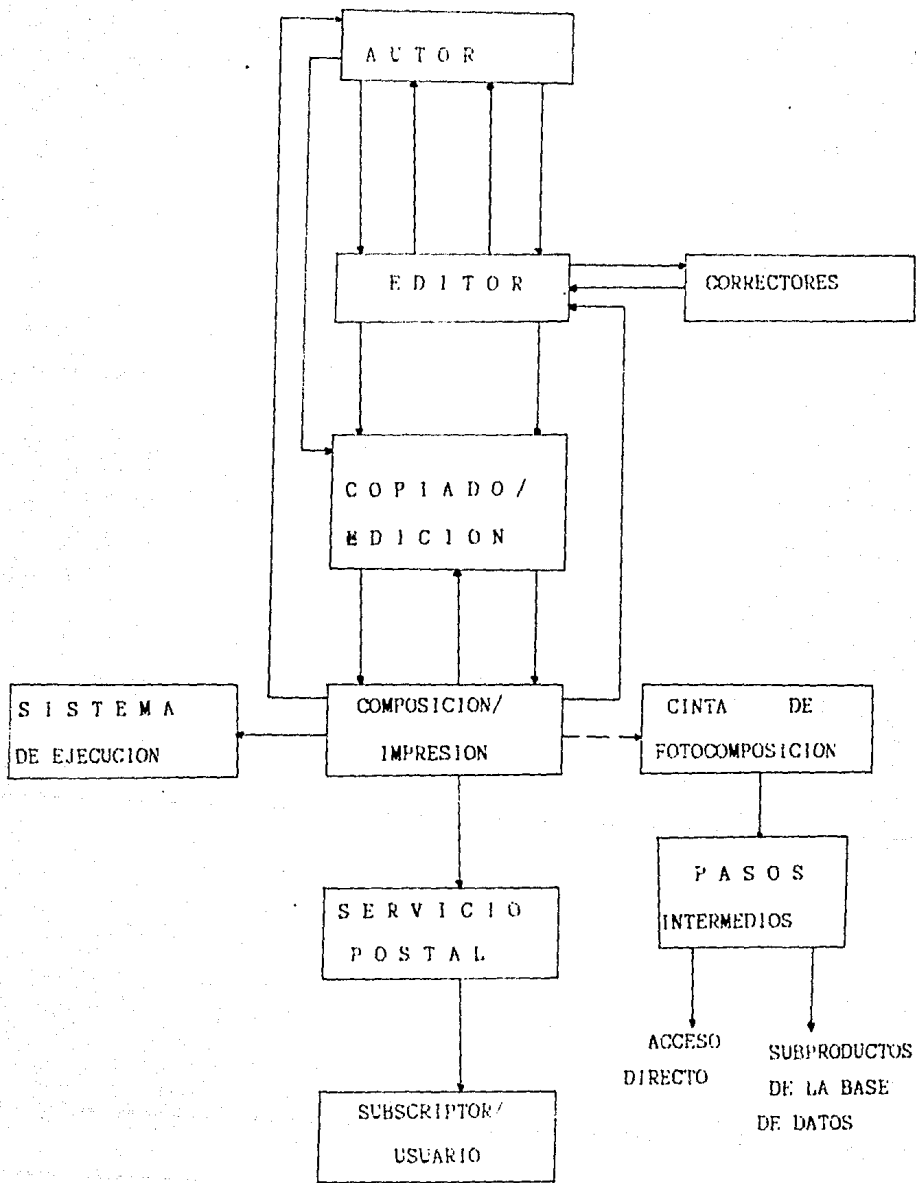 A U T O R
E D I T O R
CORRECTORES
C O P I A D O /
E D I C I O N
S I S T E M A
DE EJECUCION
COMPOSICION/
IMPRESION
CINTA DE
FOTOCOMPOSICION
P A S O S
INTERMEDIOS
S E R V I C I O
P O S T A L
ACCESO
DIRECTO
SUBPRODUCTOS
DE LA BASE
DE DATOS
SUBSCRIPTOR/
USUARIO